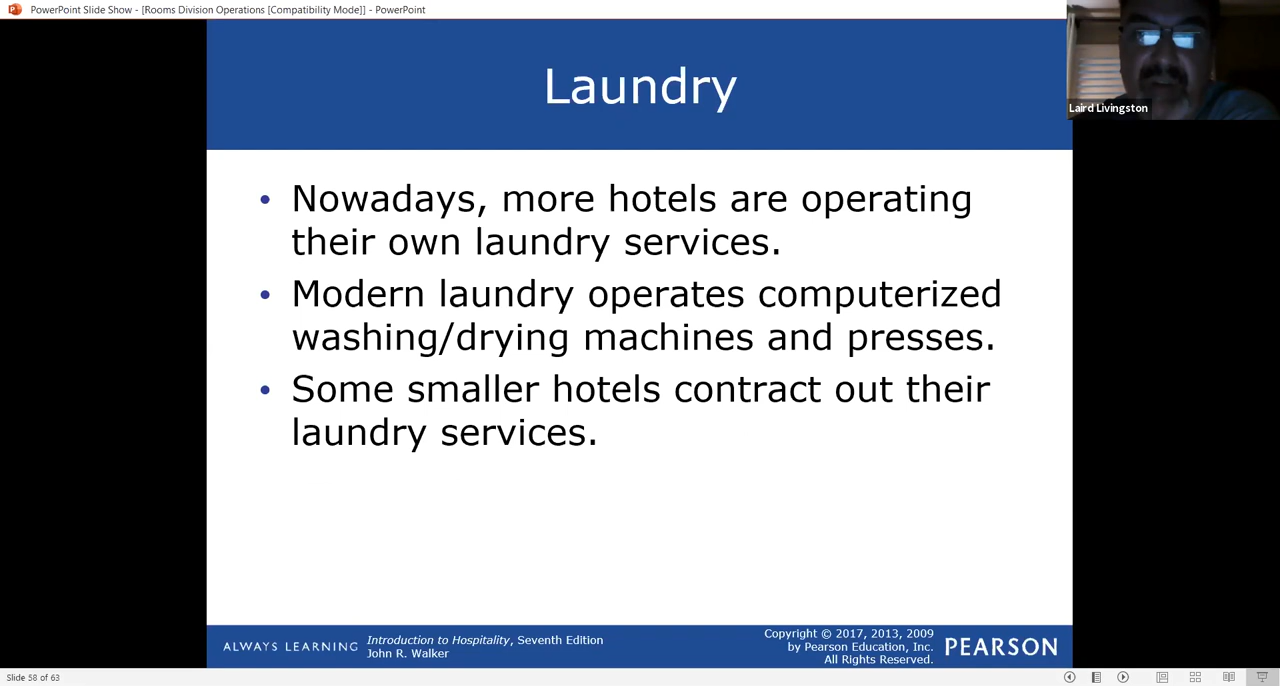 PowerPoint Slide Show - [Rooms Division Operations [Compatibility Mode]] - PowerPoint
Laird Livingston
Laundry
• Nowadays, more hotels are operating
their own laundry services.
• Modern laundry operates computerized
washing/drying machines and presses.
• Some smaller hotels contract out their
laundry services.
ALWAYS LEARNING
Introduction to Hospitality, Seventh Edition
John R. Walker
Copyright © 2017, 2013, 2009
by Pearson Education, Inc.
All Rights Reserved.
PEARSON
Slide 58 of 63